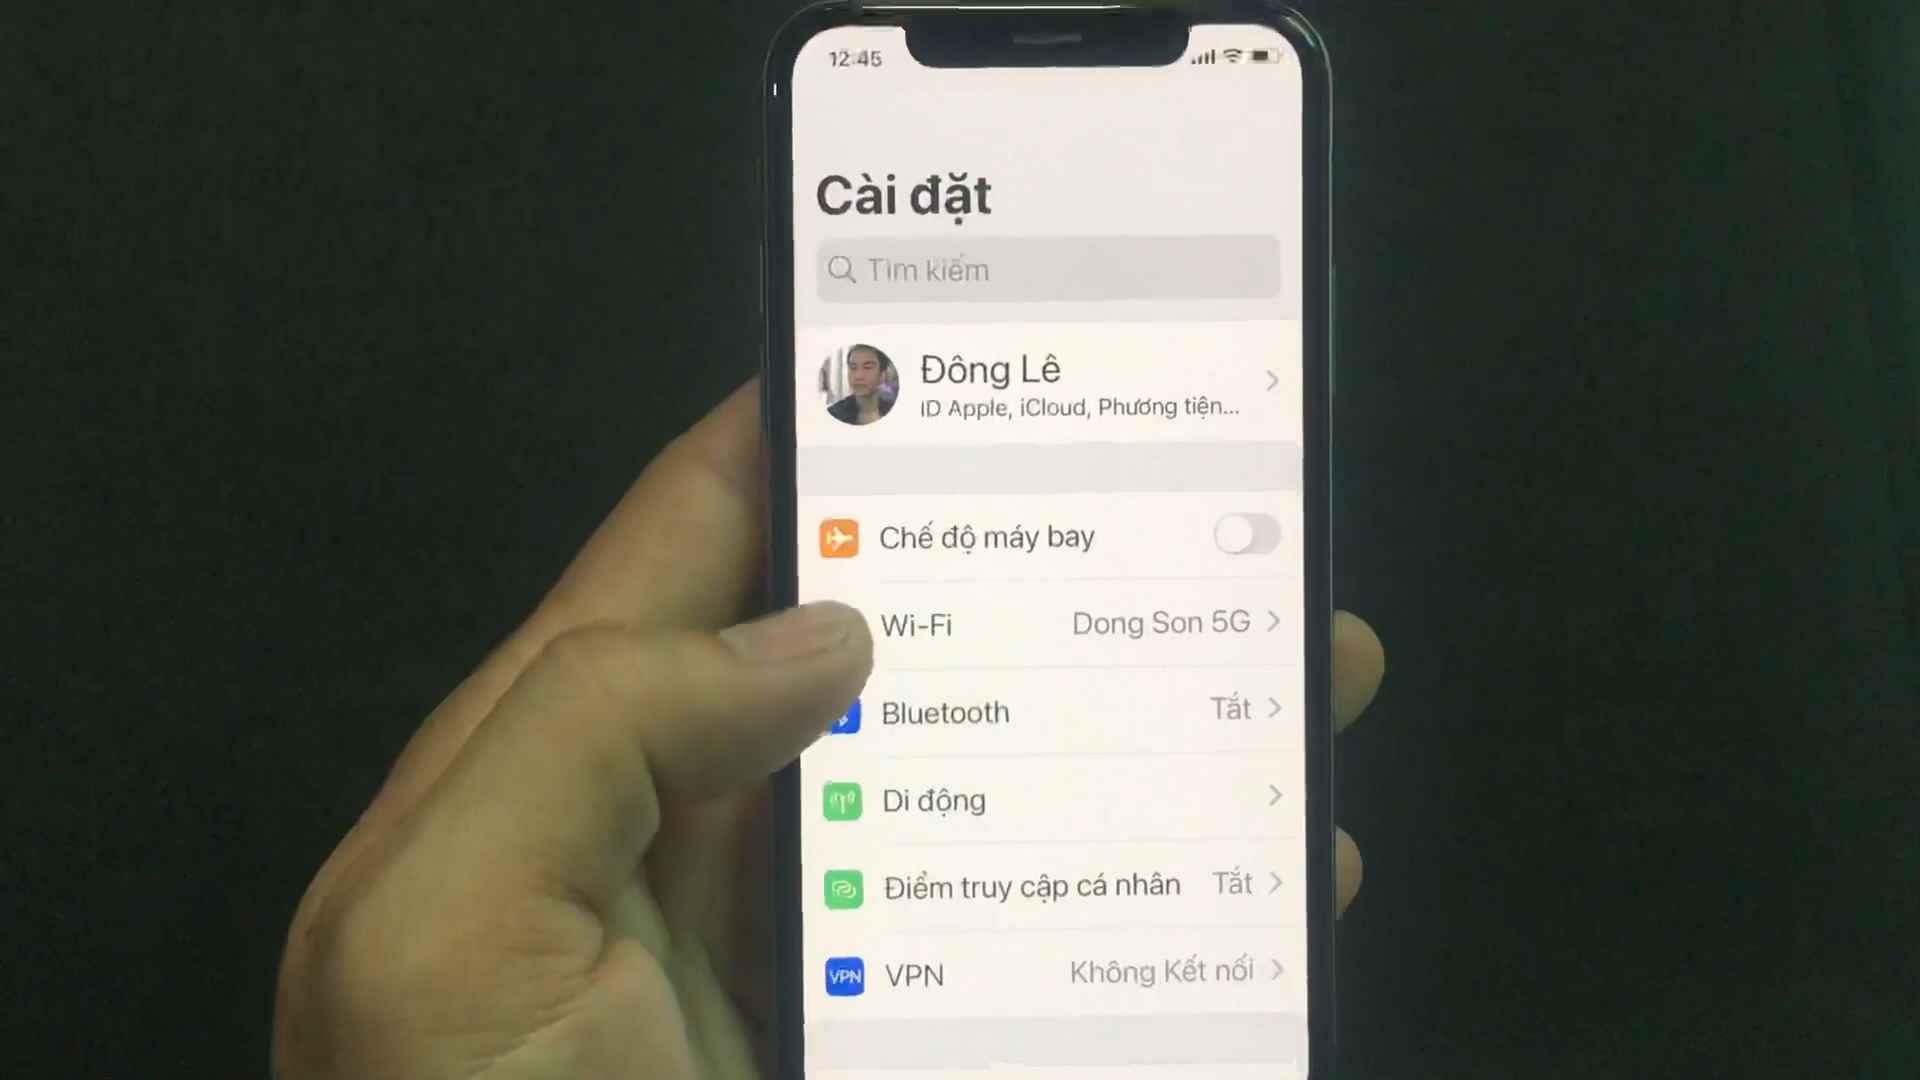 12:45
Cài đặt
Tìm kiếm
Đông Lê
ID Apple, iCloud, Phương tiện...
Chế độ máy bay
Wi-Fi Dong Son 5G
Bluetooth Tắt
Di động
Điểm truy cập cá nhân Tắt
VPN VPN Không Kết nối